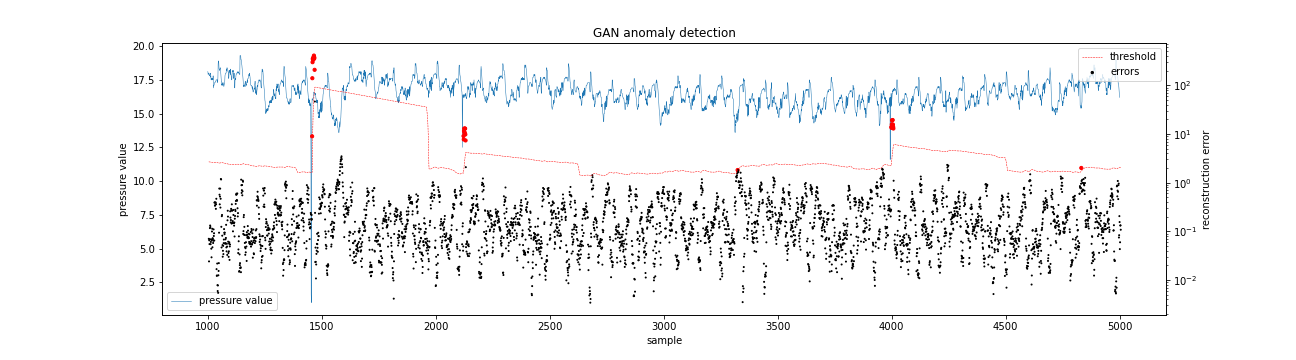 GAN anomaly detection
20.0
17.5
15.0
12.5
10.0
7.5
5.0
2.5
pressure value
threshold
errors
pressure value
10²
10¹
10⁰
10⁻¹
10⁻²
reconstruction error
1000 1500 2000 2500 3000 3500 4000 4500 5000
sample